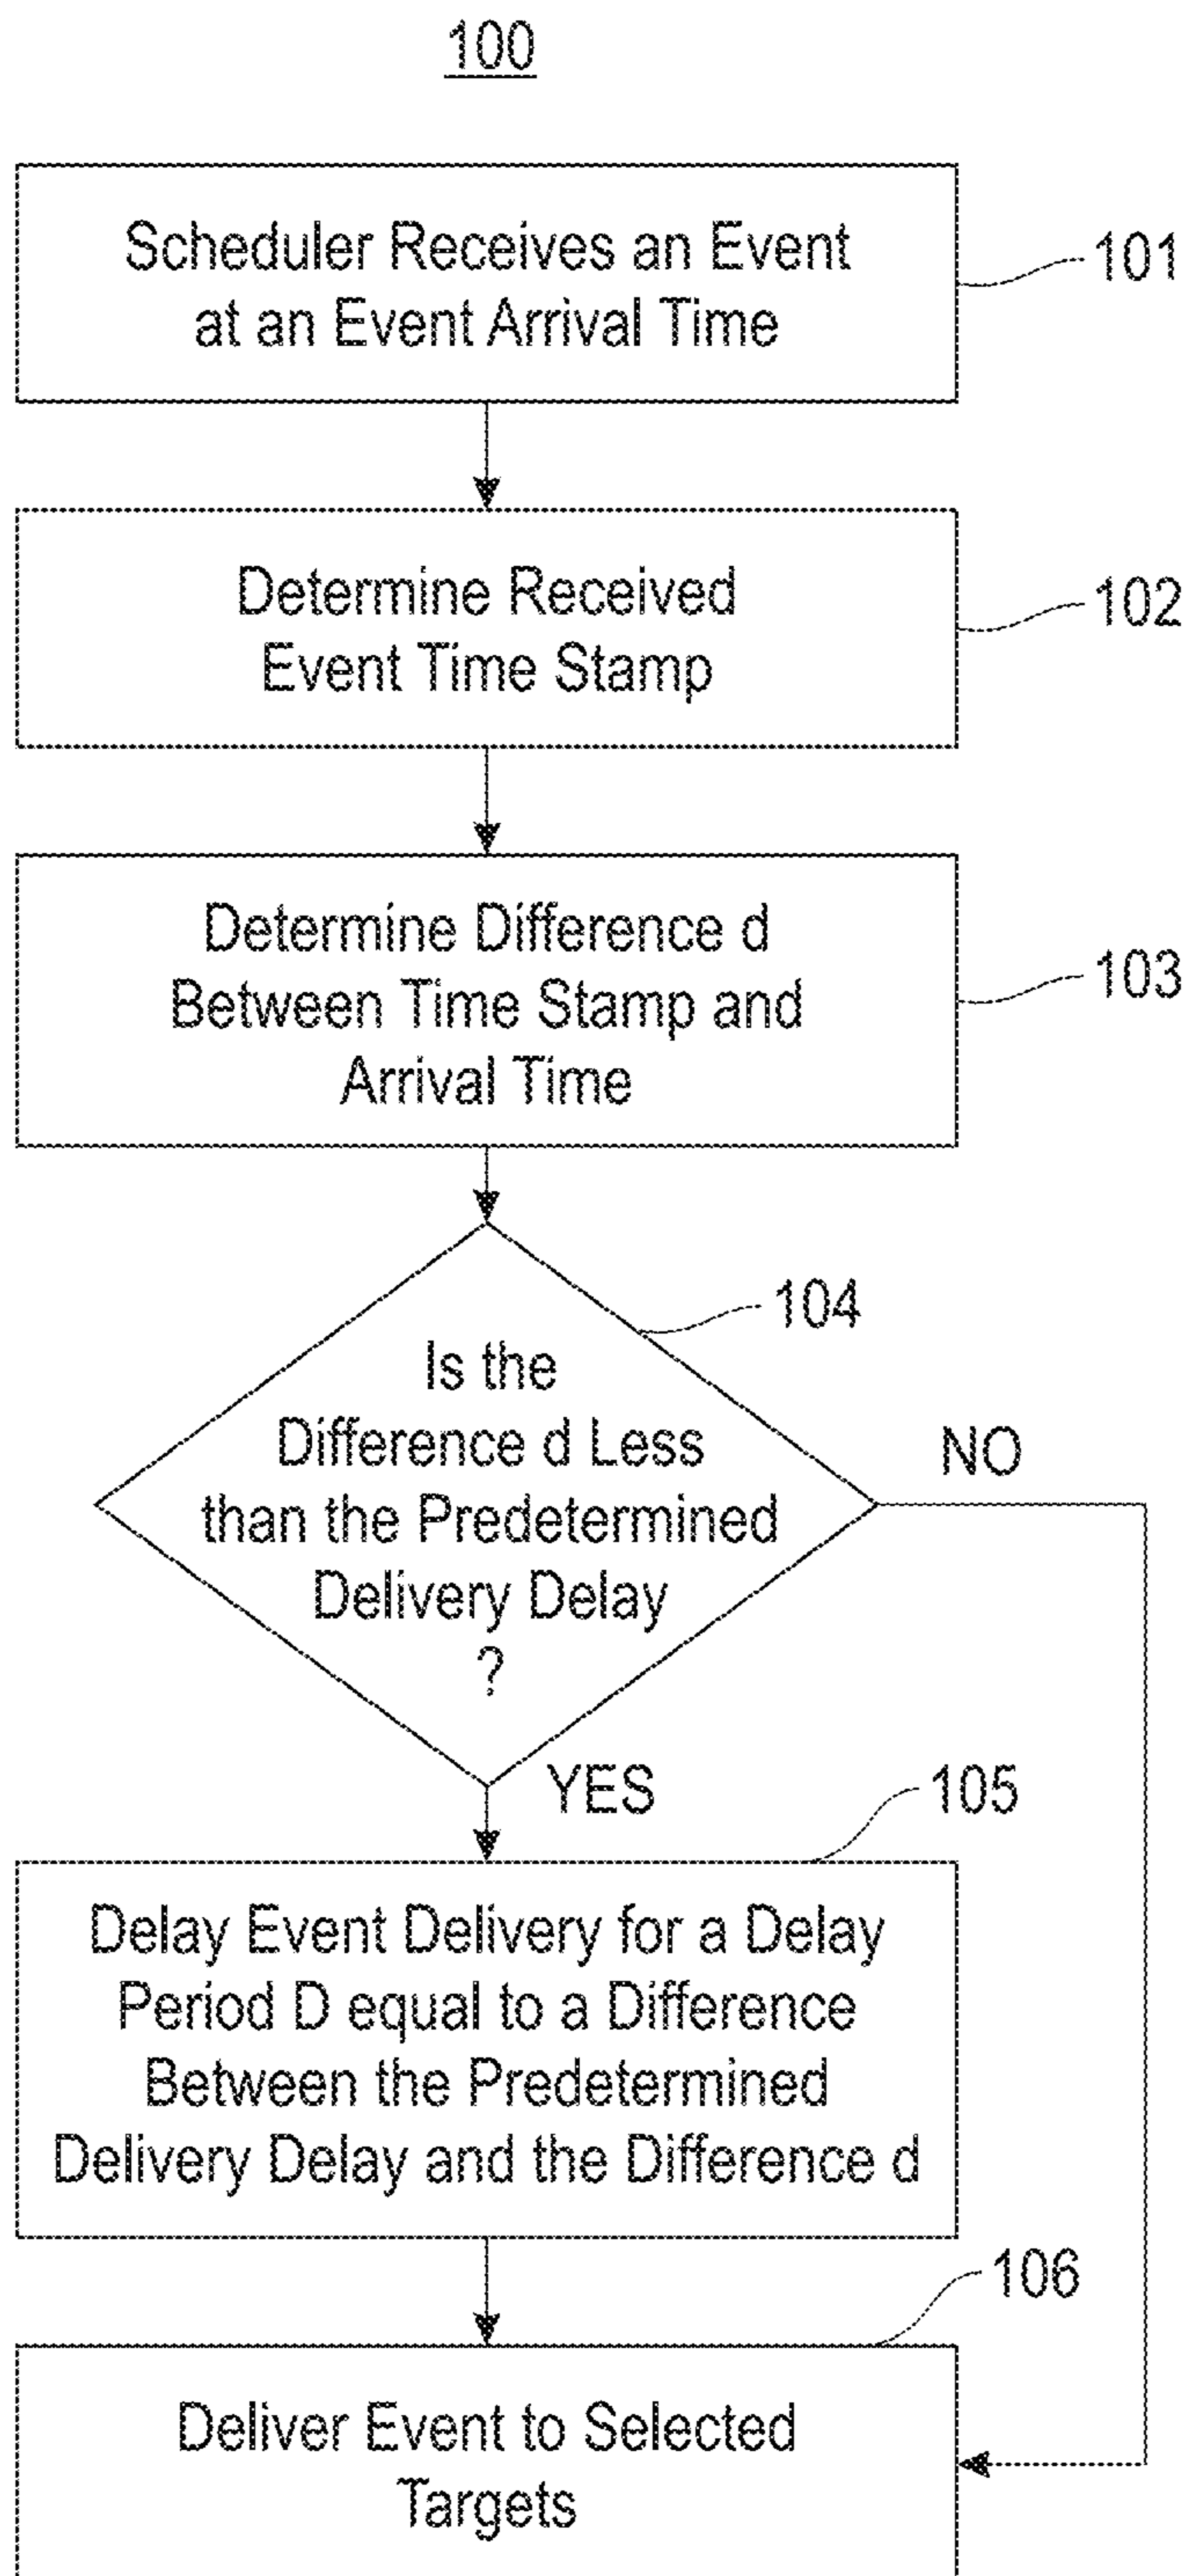 100
Scheduler Receives an Event
at an Event Arrival Time
101
Determine Received
Event Time Stamp
102
Determine Difference d
Between Time Stamp and
Arrival Time
103
104
Is the
Difference d Less
than the Predetermined
Delivery Delay
?
NO
YES
105
Delay Event Delivery for a Delay
Period D equal to a Difference
Between the Predetermined
Delivery Delay and the Difference d
106
Deliver Event to Selected
Targets